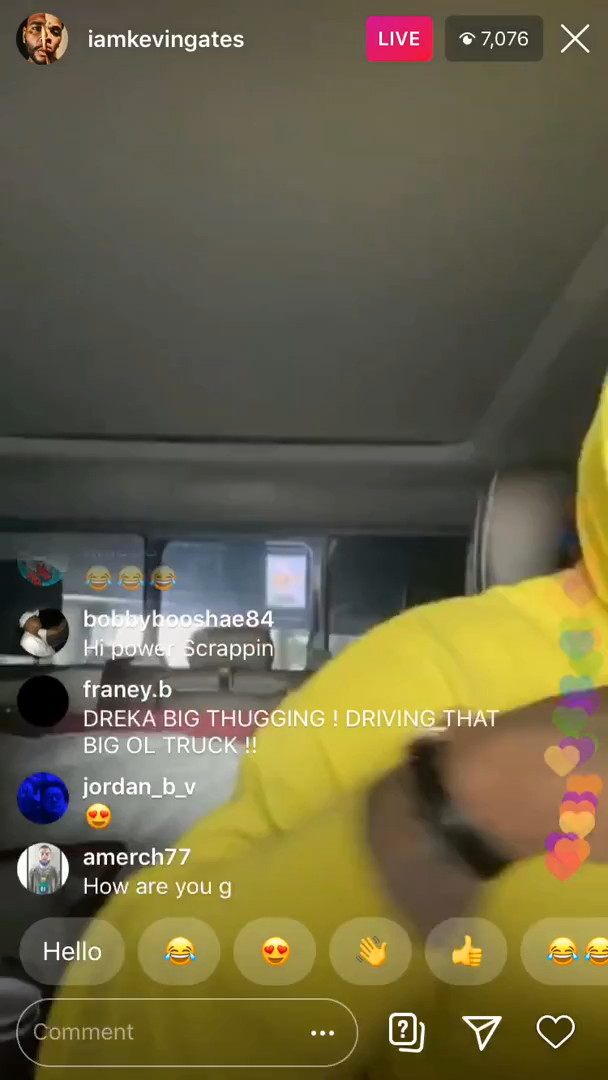 iamkevingates
LIVE
7,076
😂😂😂
bobbybooshae84
Hi power Scrappin
franey.b
DREKA BIG THUGGING ! DRIVING THAT
BIG OL TRUCK !!
jordan_b_v
😍
amerch77
How are you g
Hello 😂 😍 👋 👍 😂😂
Comment